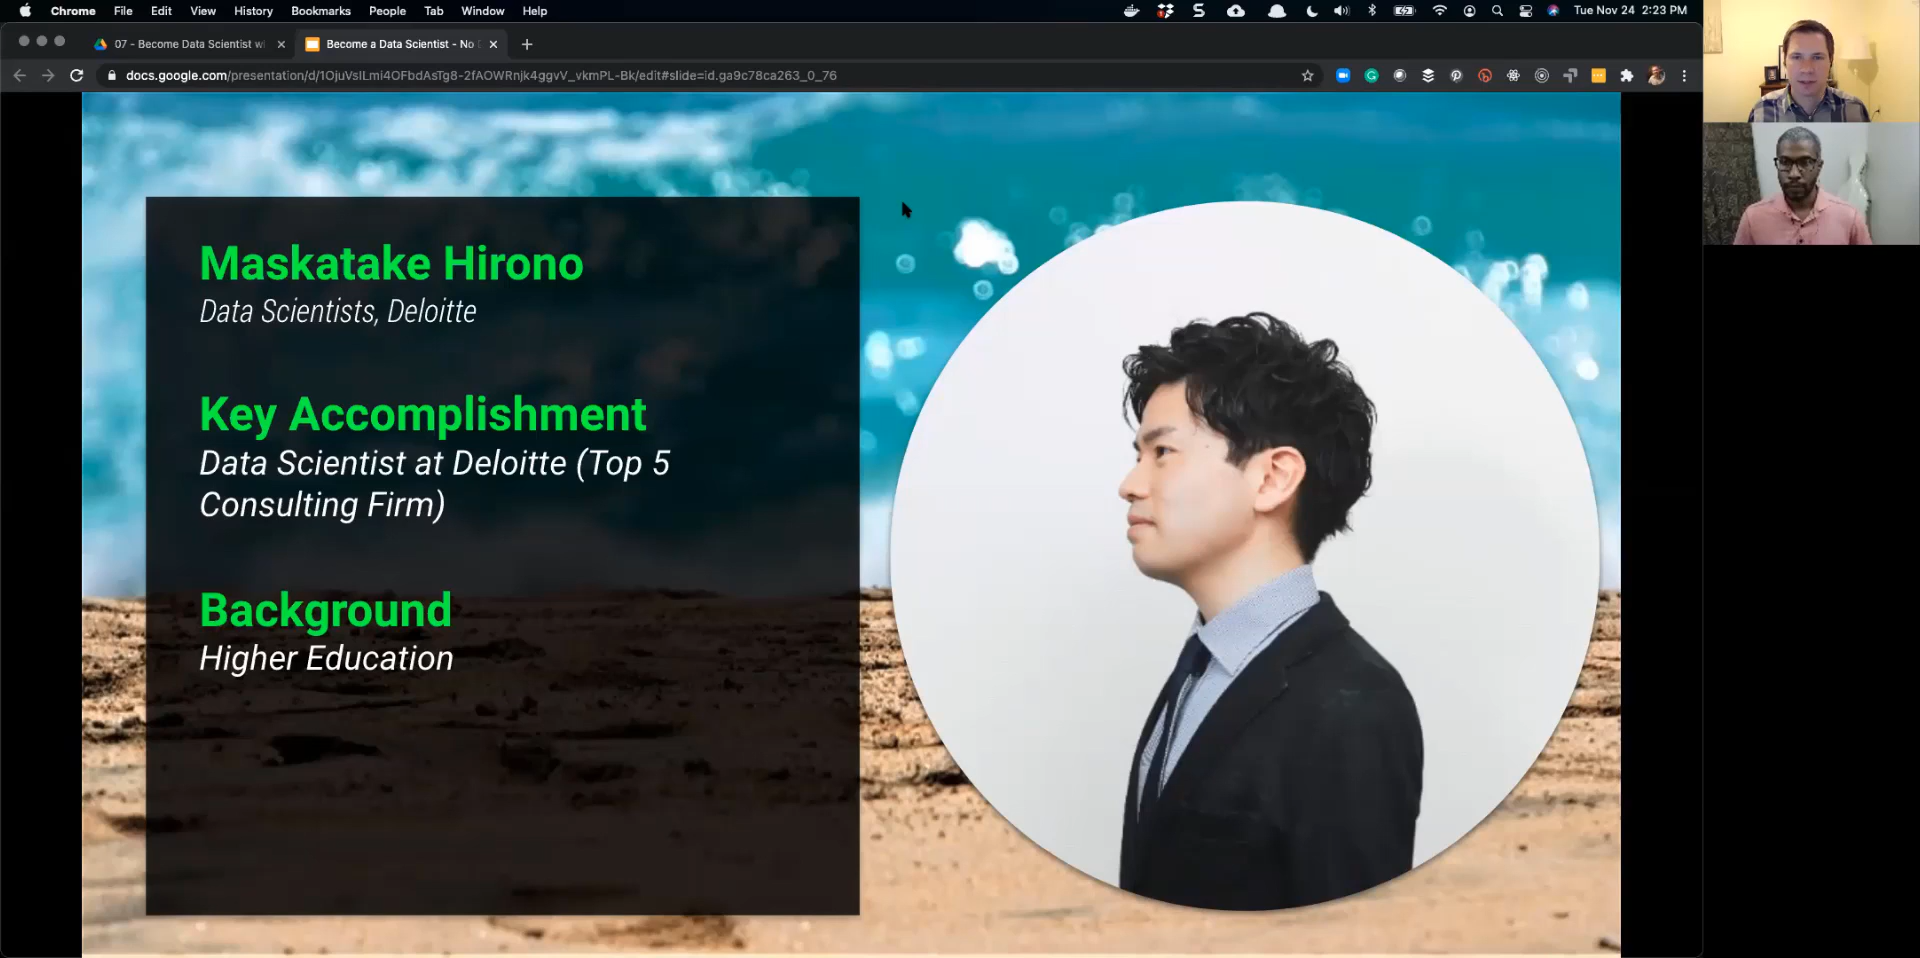 Chrome File Edit View History Bookmarks People Tab Window Help Tue Nov 24 2:23 PM
07 - Become Data Scientist w Become a Data Scientist - No
docs.google.com/presentation/d/1OjuVsILmi4OFbdAsTg8-2fAOWRnjk4ggvV_vkmPL-Bk/edit#slide=id.ga9c78ca263_0_76
Maskatake Hirono
Data Scientists, Deloitte
Key Accomplishment
Data Scientist at Deloitte (Top 5
Consulting Firm)
Background
Higher Education